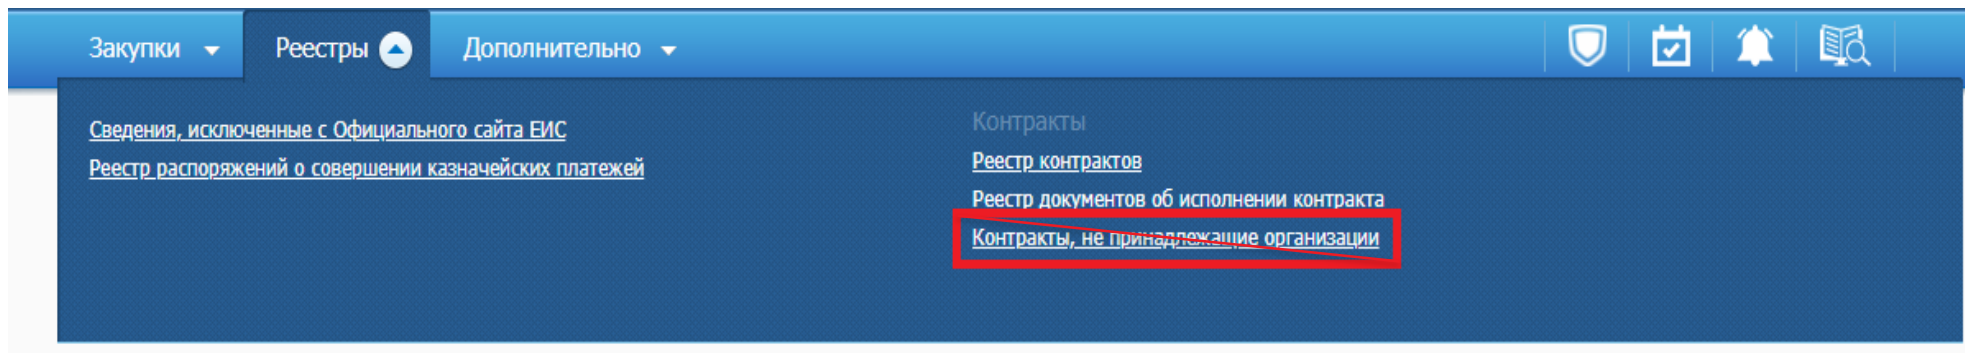 Закупки Реестры Дополнительно
Сведения, исключенные с Официального сайта ЕИС
Реестр распоряжений о совершении казначейских платежей
Контракты
Реестр контрактов
Реестр документов об исполнении контракта
Контракты, не принадлежащие организации